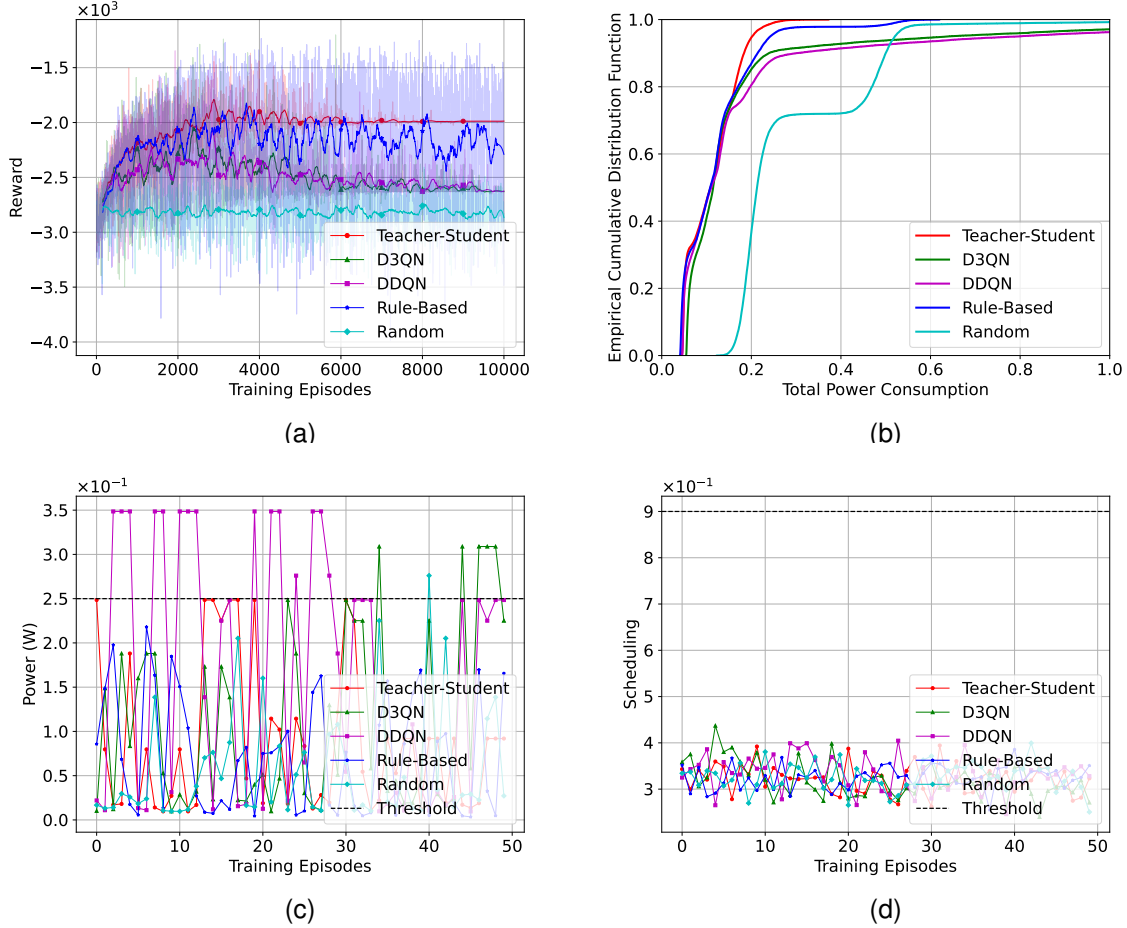 ×10³
−1.5
−2.0
−2.5
−3.0
−3.5
−4.0
Reward
0 2000 4000 6000 8000 10000
Training Episodes
Teacher-Student
D3QN
DDQN
Rule-Based
Random
(a)
1.0
0.8
0.6
0.4
0.2
0.0
Empirical Cumulative Distribution Function
0.0 0.2 0.4 0.6 0.8 1.0
Total Power Consumption
Teacher-Student
D3QN
DDQN
Rule-Based
Random
(b)
×10⁻¹
3.5
3.0
2.5
2.0
1.5
1.0
0.5
0.0
Power (W)
0 10 20 30 40 50
Training Episodes
Teacher-Student
D3QN
DDQN
Rule-Based
Random
Threshold
(c)
×10⁻¹
9
7
6
5
4
3
Scheduling
0 10 20 30 40 50
Training Episodes
Teacher-Student
D3QN
DDQN
Rule-Based
Random
Threshold
(d)